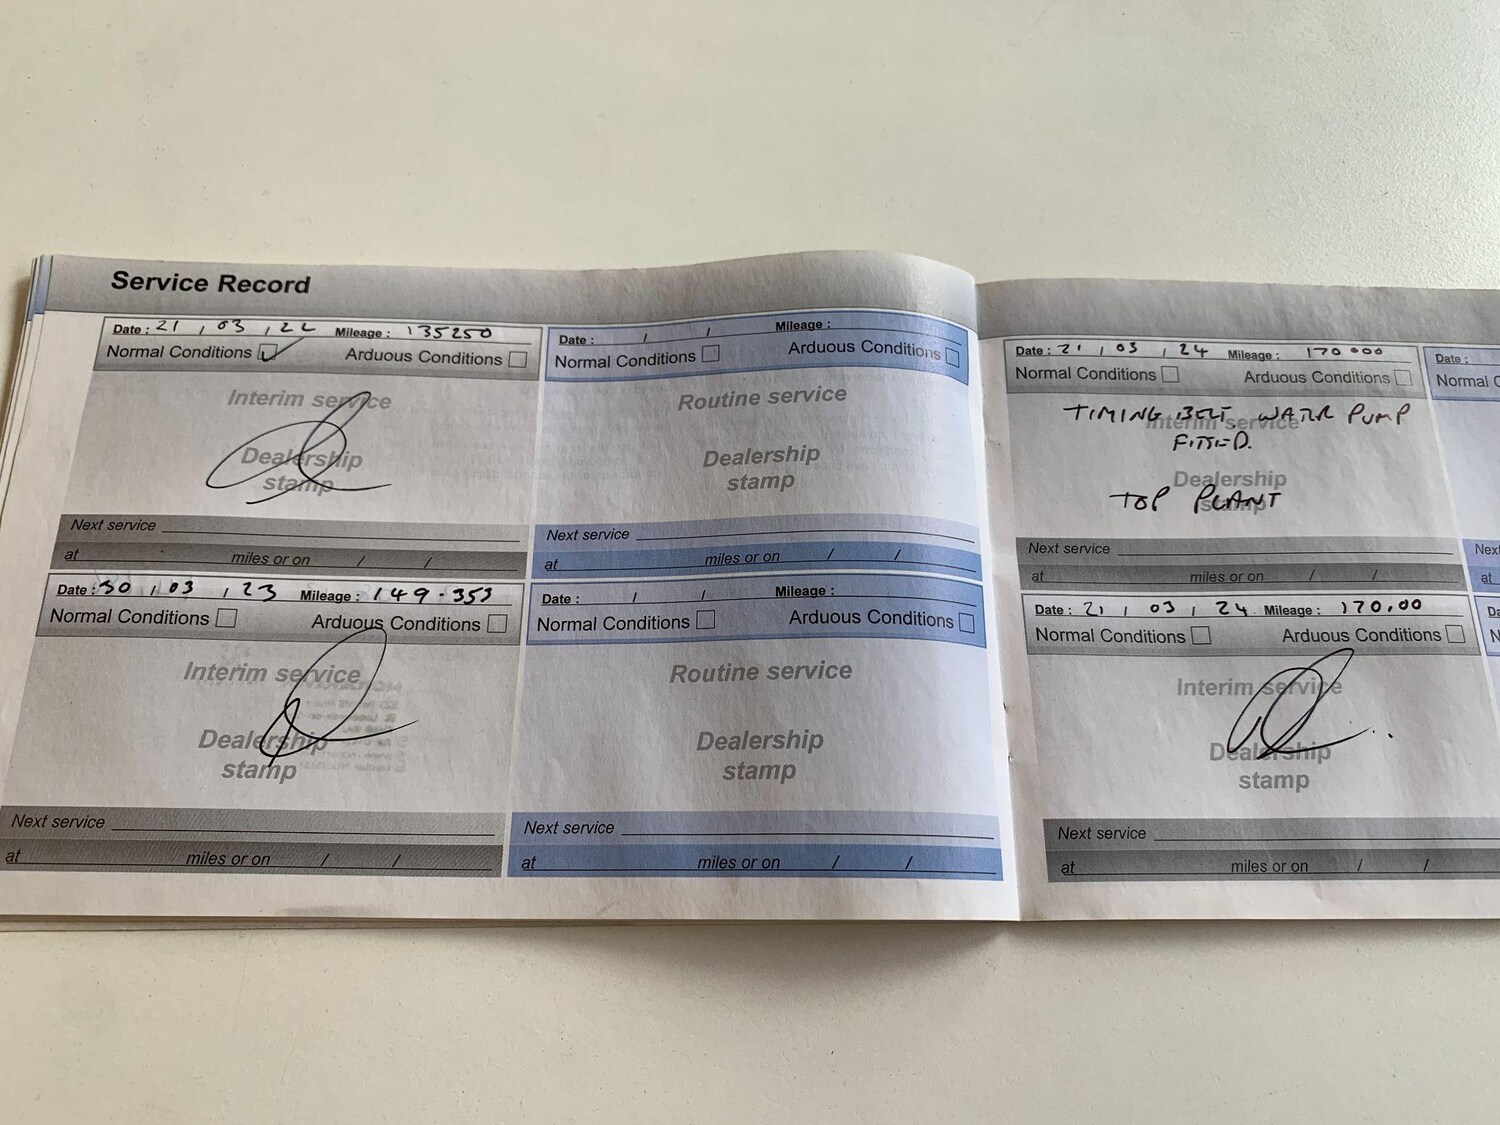 Service Record
Date : 21 / 03 / 22 Mileage : 135250
Normal Conditions Arduous Conditions
Interim service
Dealership
stamp
Next service
at miles or on / /
Date : 30 / 03 / 23 Mileage : 149-353
Normal Conditions Arduous Conditions
Interim service
Dealership
stamp
Next service
at miles or on / /
Date : / / Mileage :
Normal Conditions Arduous Conditions
Routine service
Dealership
stamp
Next service
at miles or on / /
Date : / / Mileage :
Normal Conditions Arduous Conditions
Routine service
Dealership
stamp
Next service
at miles or on / /
Date : 21 / 03 / 24 Mileage : 170000
Normal Conditions Arduous Conditions
TIMING BELT. WATER PUMP
Interim service
FITTED.
Dealership
TOP PLANT
stamp
Next service
at miles or on / /
Date : 21 / 03 / 24. Mileage : 170,00
Normal Conditions Arduous Conditions
Interim service
Dealership
stamp
Next service
at miles or on / /
Date :
Normal
at